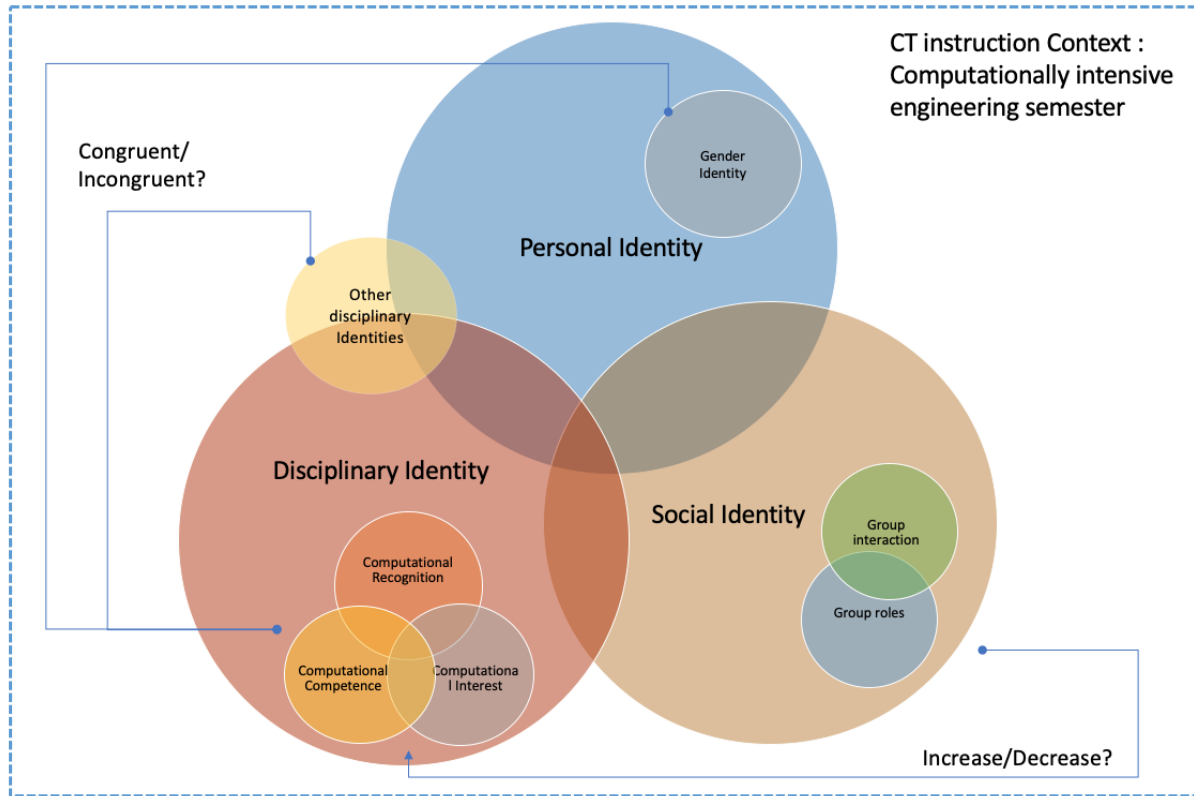 CT instruction Context :
Computationally intensive
engineering semester
Congruent/
Incongruent?
Gender
Identity
Personal Identity
Other
disciplinary
Identities
Disciplinary Identity
Social Identity
Group
interaction
Group roles
Computational
Recognition
Computational
Competence
Computationa
l Interest
Increase/Decrease?